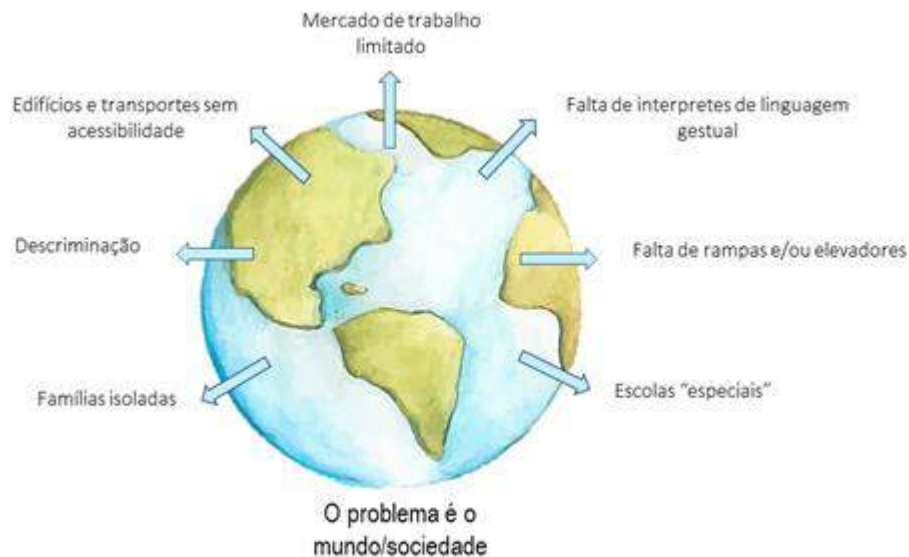 Mercado de trabalho
limitado
Edifícios e transportes sem
acessibilidade
Falta de interpretes de linguagem
gestual
Descriminação
Falta de rampas e/ou elevadores
Famílias isoladas
Escolas “especiais”
O problema é o
mundo/sociedade